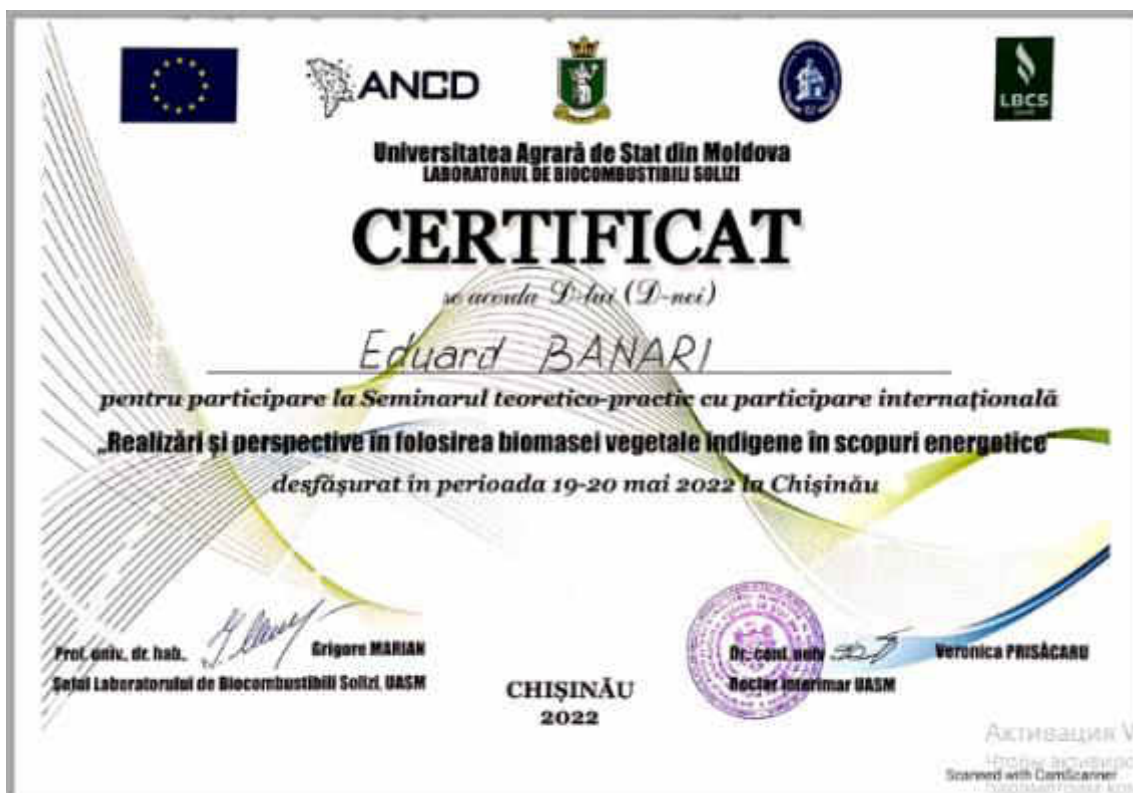 ANCD
LBCS
Universitatea Agrară de Stat din Moldova
LABORATORUL DE BIOCOMBUSTIBILI SOLIZI
CERTIFICAT
se acorda D-lui (D-nei)
Eduard BANARI
pentru participare la Seminarul teoretico-practic cu participare internațională
„Realizări și perspective în folosirea biomasei vegetale indigene în scopuri energetice"
desfășurat în perioada 19-20 mai 2022 la Chișinău
Prof. univ., dr. hab., Grigore MARIAN
Șeful Laboratorului de Biocombustibili Solizi, UASM
Dr., conf. univ Veronica PRISĂCARU
Rector interimar UASM
CHIȘINĂU
2022
Активация
Чтобы
Scanned with CamScanner